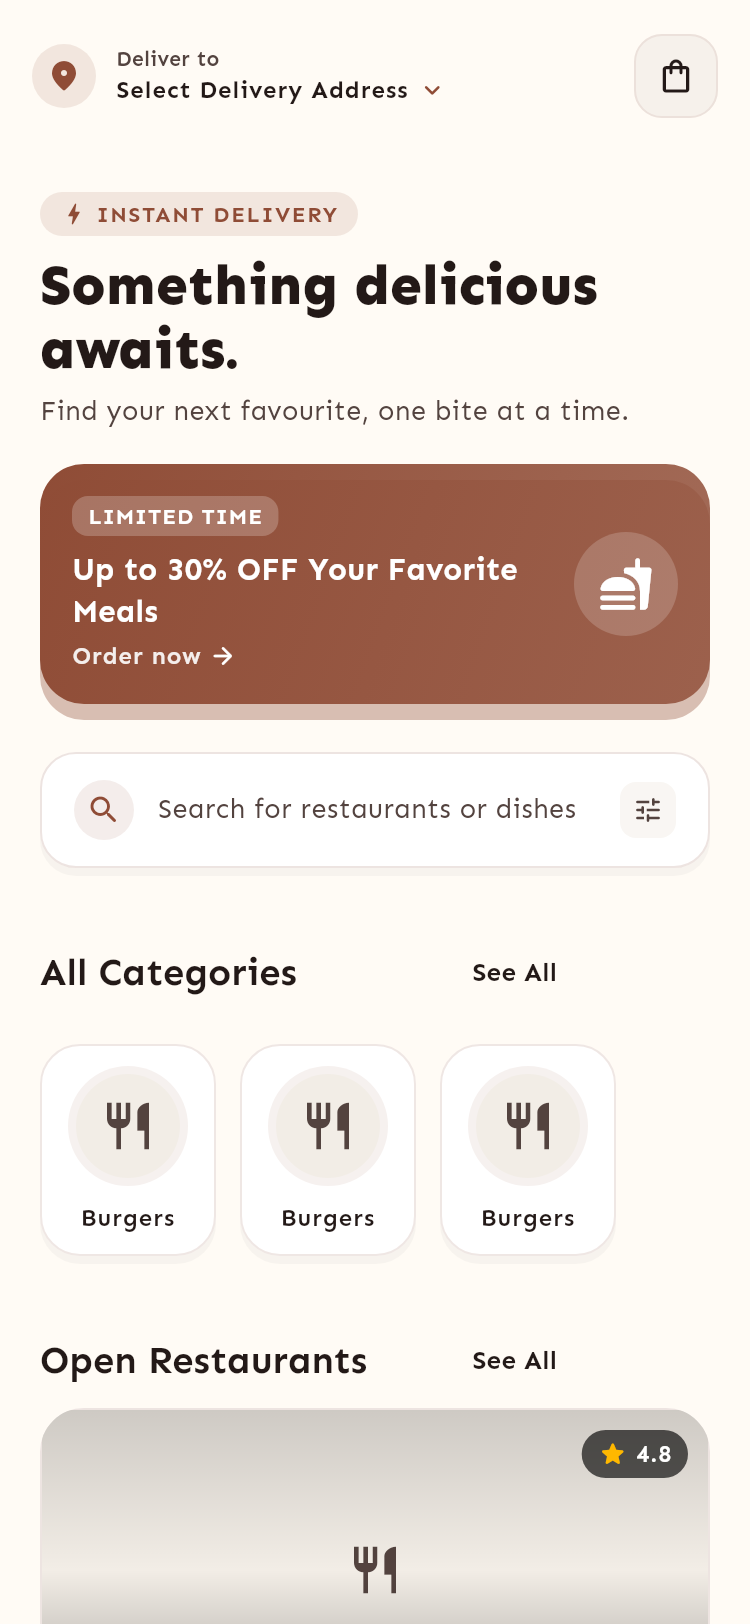 Deliver to
Select Delivery Address
INSTANT DELIVERY
Something delicious
awaits.
Find your next favourite, one bite at a time.
LIMITED TIME
Up to 30% OFF Your Favorite
Meals
Order now
Search for restaurants or dishes
All Categories See All
Burgers Burgers Burgers
Open Restaurants See All
4.8